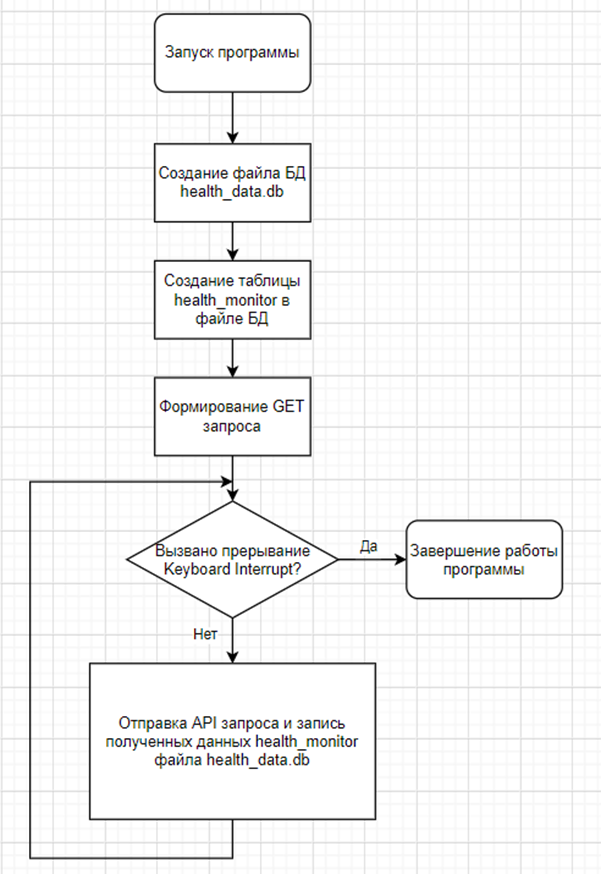 Запуск программы
Создание файла БД
health_data.db
Создание таблицы
health_monitor в
файле БД
Формирование GET
запроса
Вызвано прерывание
Keyboard Interrupt?
Да
Завершение работы
программы
Нет
Отправка API запроса и запись
полученных данных health_monitor
файла health_data.db